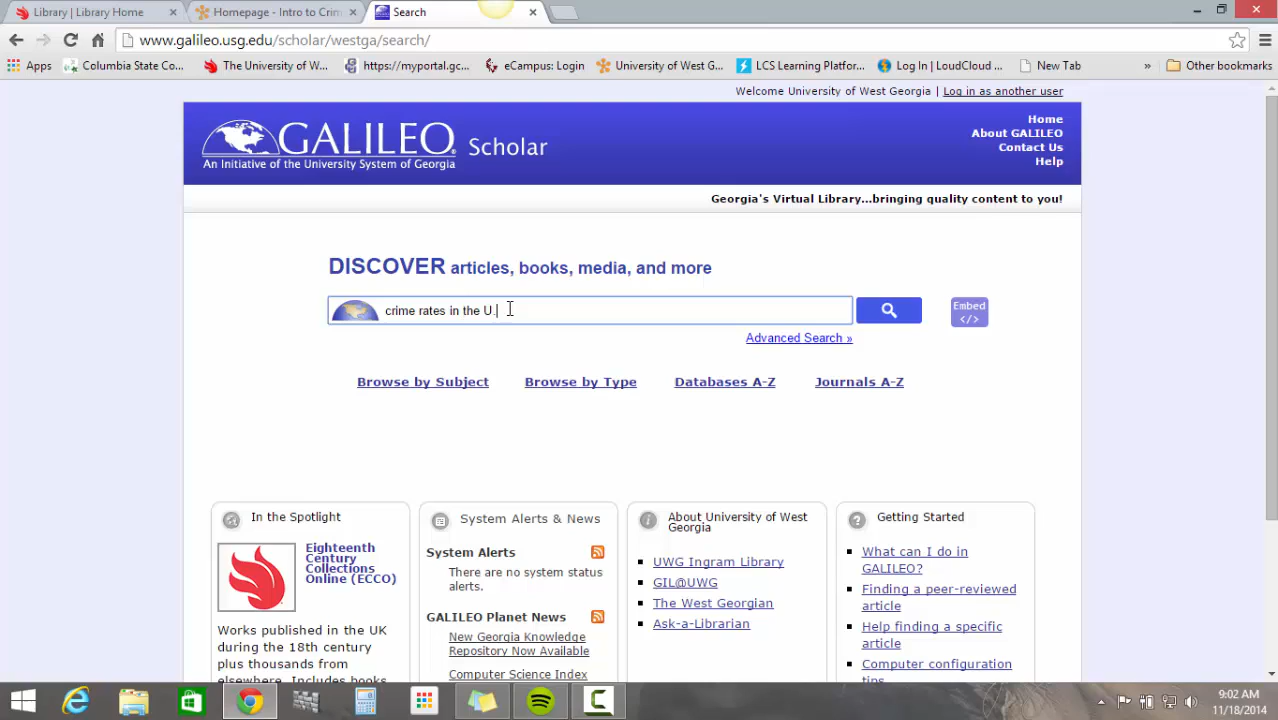 Library | Library Home
Homepage - Intro to Crim
Search
www.galileo.usg.edu/scholar/westga/search/
Apps
Columbia State Co...
The University of W...
https://myportal.gc...
eCampus: Login
University of West G...
LCS Learning Platfor...
Log In | LoudCloud ...
New Tab
»
Other bookmarks
Welcome University of West Georgia | Log in as another user
GALILEO Scholar
An Initiative of the University System of Georgia
Home
About GALILEO
Contact Us
Help
Georgia's Virtual Library...bringing quality content to you!
DISCOVER articles, books, media, and more
crime rates in the U.
Embed
</>
Advanced Search »
Browse by Subject
Browse by Type
Databases A-Z
Journals A-Z
In the Spotlight
Eighteenth
Century
Collections
Online (ECCO)
Works published in the UK
during the 18th century
plus thousands from
elsewhere. Includes books
System Alerts & News
System Alerts
There are no system status
alerts.
GALILEO Planet News
New Georgia Knowledge
Repository Now Available
Computer Science Index
About University of West
Georgia
UWG Ingram Library
GIL@UWG
The West Georgian
Ask-a-Librarian
Getting Started
What can I do in
GALILEO?
Finding a peer-reviewed
article
Help finding a specific
article
Computer configuration
tips
9:02 AM
11/18/2014